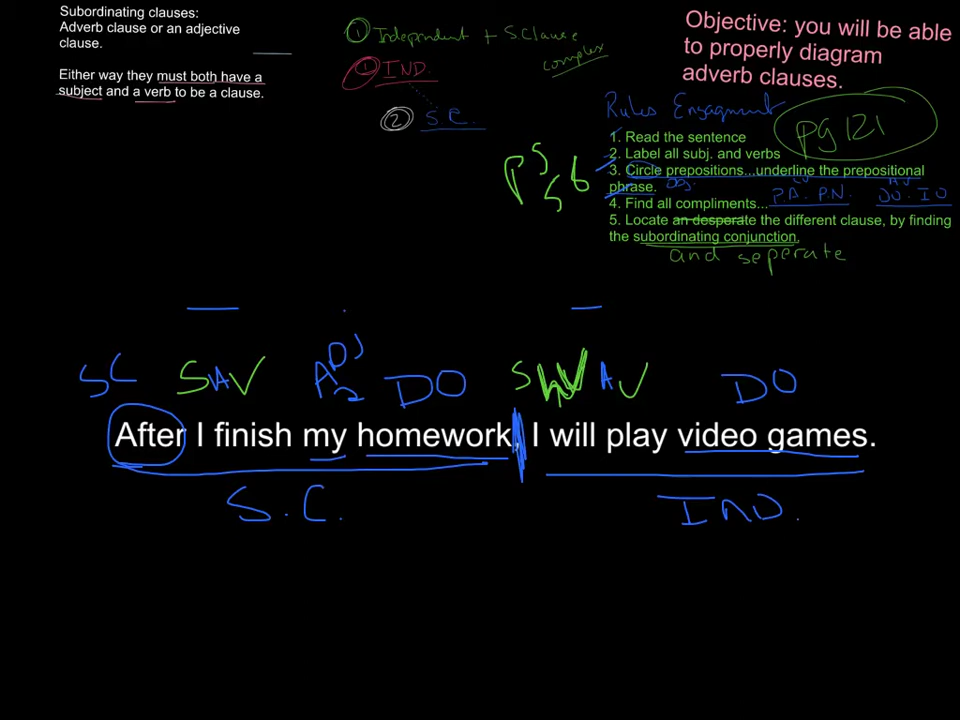 Subordinating clauses:
Adverb clause or an adjective
clause.
Either way they must both have a
subject and a verb to be a clause.
1 Independent + S Clause
complex
1 IND.
2 S C.
Objective: you will be able
to properly diagram
adverb clauses.
Rules Engagment
pg 121
1. Read the sentence
2. Label all subj. and verbs
3. Circle prepositions...underline the prepositional
phrase.
4. Find all compliments... P.A. P.N. DO. IO
5. Locate an desperate the different clause, by finding
the subordinating conjunction.
and seperate
SC S AV ADJ DO S AV DO
After I finish my homework, I will play video games.
S.C. IND.